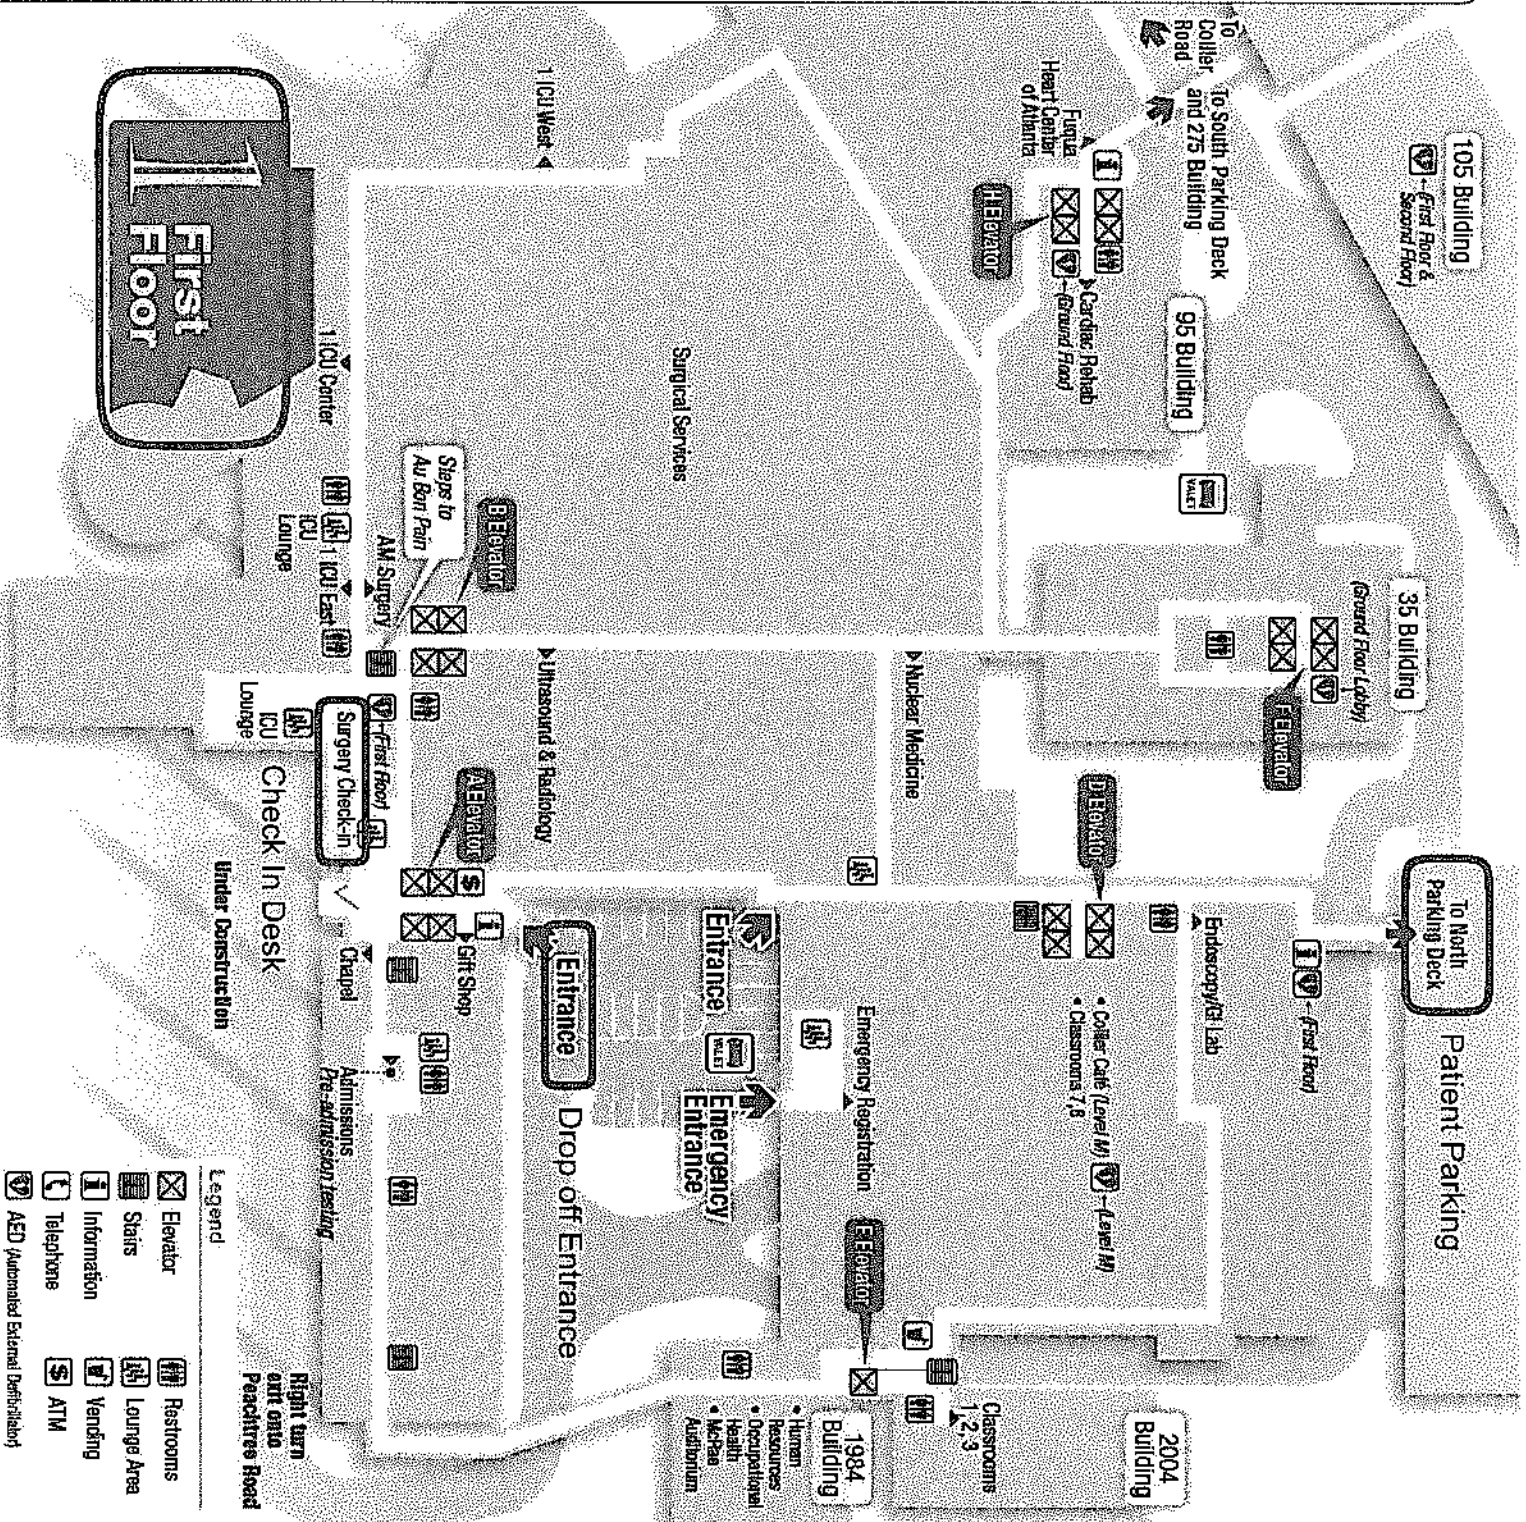 To
Collier
Road
To South Parking Deck
and 275 Building
105 Building
(First Floor &
Second Floor)
Fuqua
Heart Center
of Atlanta
Cardiac Rehab
(Ground Floor)
95 Building
VALET
35 Building
(Ground Floor Lobby)
F Elevator
To North
Parking Deck
Patient Parking
(First Floor)
Endoscopy/GI Lab
D Elevator
• Collier Café (Level M)
(Level M)
• Classrooms 7,8
Nuclear Medicine
Surgical Services
1 ICU West
1
First
Floor
1 ICU Center
ICU
Lounge
1 ICU East
AM Surgery
Steps to
Au Bon Pain
B Elevator
Ultrasound & Radiology
(First Floor)
Surgery Check-in
ICU
Lounge
Check In Desk
Under Construction
A Elevator
$
Gift Shop
Chapel
Admissions
Pre-admission testing
Entrance
Drop off Entrance
Entrance
VALET
Emergency
Entrance
Emergency Registration
E Elevator
Classrooms
1, 2, 3
2004
Building
1984
Building
• Human
Resources
• Occupational
Health
• McRae
Auditorium
Right turn
exit onto
Peachtree Road
Legend
Elevator
Restrooms
Stairs
Lounge Area
Information
Vending
Telephone
$ ATM
AED (Automated External Defibrillator)